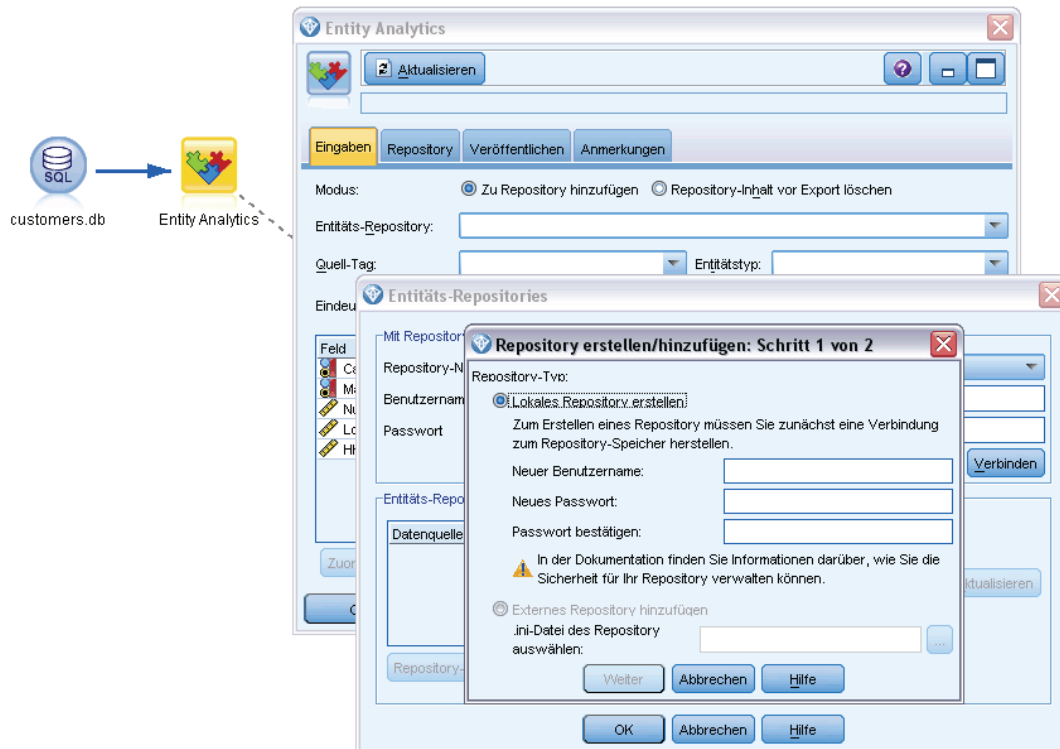 Entity Analytics
Aktualisieren
SQL
customers.db
Entity Analytics
Eingaben
Repository
Veröffentlichen
Anmerkungen
Modus:
Zu Repository hinzufügen
Repository-Inhalt vor Export löschen
Entitäts-Repository:
Quell-Tag:
Entitätstyp:
Eindeu
Feld
Ca
Ma
Nu
Lo
HH
Zuor
Entitäts-Repositories
Mit Repositor
Repository-N
Benutzernam
Passwort
Verbinden
Entitäts-Repo
Datenquelle
ktualisieren
Repository-
Repository erstellen/hinzufügen: Schritt 1 von 2
Repository-Typ:
Lokales Repository erstellen
Zum Erstellen eines Repository müssen Sie zunächst eine Verbindung
zum Repository-Speicher herstellen.
Neuer Benutzername:
Neues Passwort:
Passwort bestätigen:
In der Dokumentation finden Sie Informationen darüber, wie Sie die
Sicherheit für Ihr Repository verwalten können.
Externes Repository hinzufügen
.ini-Datei des Repository
auswählen:
...
Weiter
Abbrechen
Hilfe
OK
Abbrechen
Hilfe